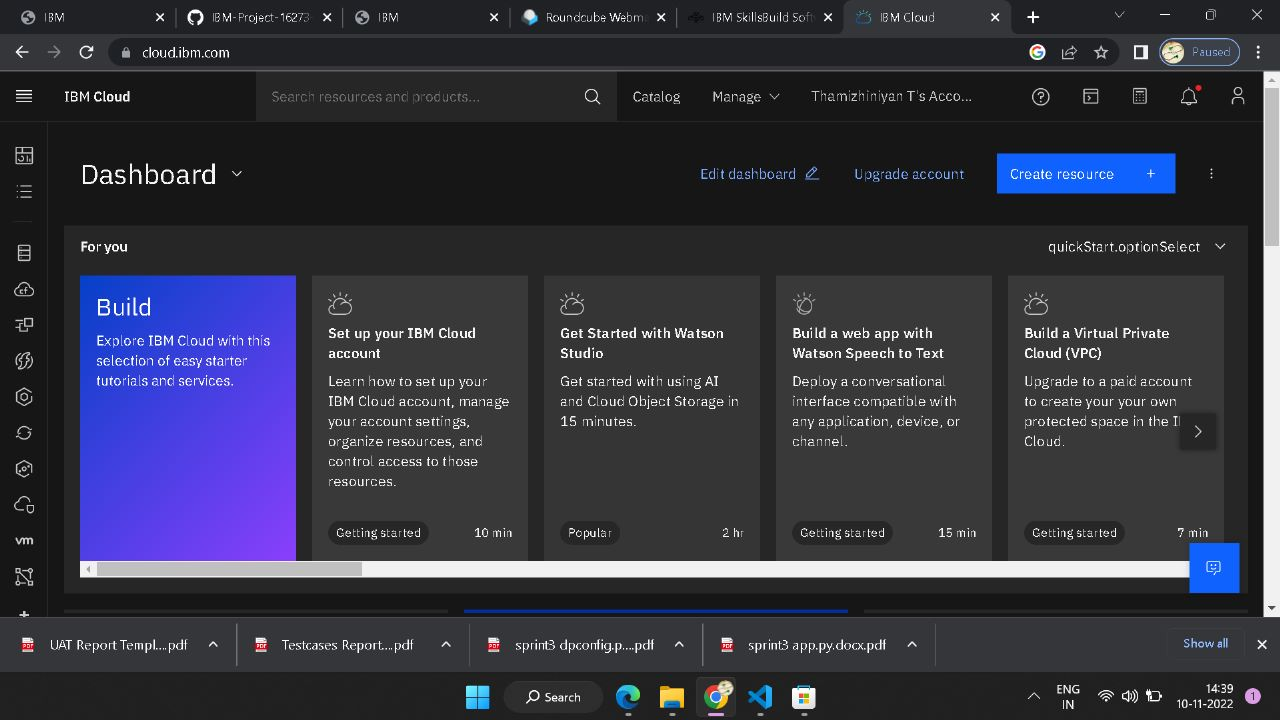 IBM
IBM-Project-16273-
IBM
Roundcube Webma
IBM SkillsBuild Softw
IBM Cloud
cloud.ibm.com
Paused
IBM Cloud
Search resources and products...
Catalog
Manage
Thamizhiniyan T's Acco...
Dashboard
Edit dashboard
Upgrade account
Create resource +
For you
quickStart.optionSelect
Build
Explore IBM Cloud with this
selection of easy starter
tutorials and services.
Set up your IBM Cloud
account
Learn how to set up your
IBM Cloud account, manage
your account settings,
organize resources, and
control access to those
resources.
Getting started
10 min
Get Started with Watson
Studio
Get started with using AI
and Cloud Object Storage in
15 minutes.
Popular
2 hr
Build a web app with
Watson Speech to Text
Deploy a conversational
interface compatible with
any application, device, or
channel.
Getting started
15 min
Build a Virtual Private
Cloud (VPC)
Upgrade to a paid account
to create your your own
protected space in the
Cloud.
Getting started
7 min
vm
UAT Report Templ....pdf
Testcases Report....pdf
sprint3 dpconfig.p....pdf
sprint3 app.py.docx.pdf
Show all
Search
ENG
IN
14:39
10-11-2022
1